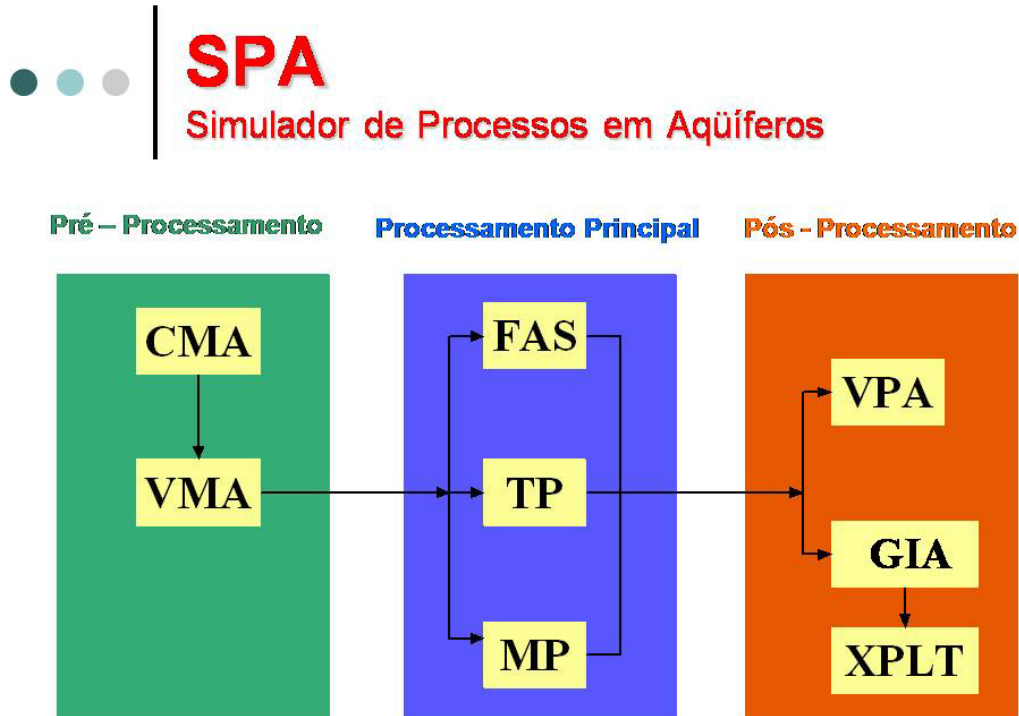 SPA
Simulador de Processos em Aqüíferos
Pré – Processamento
Processamento Principal
Pós - Processamento
CMA
VMA
FAS
TP
MP
VPA
GIA
XPLT